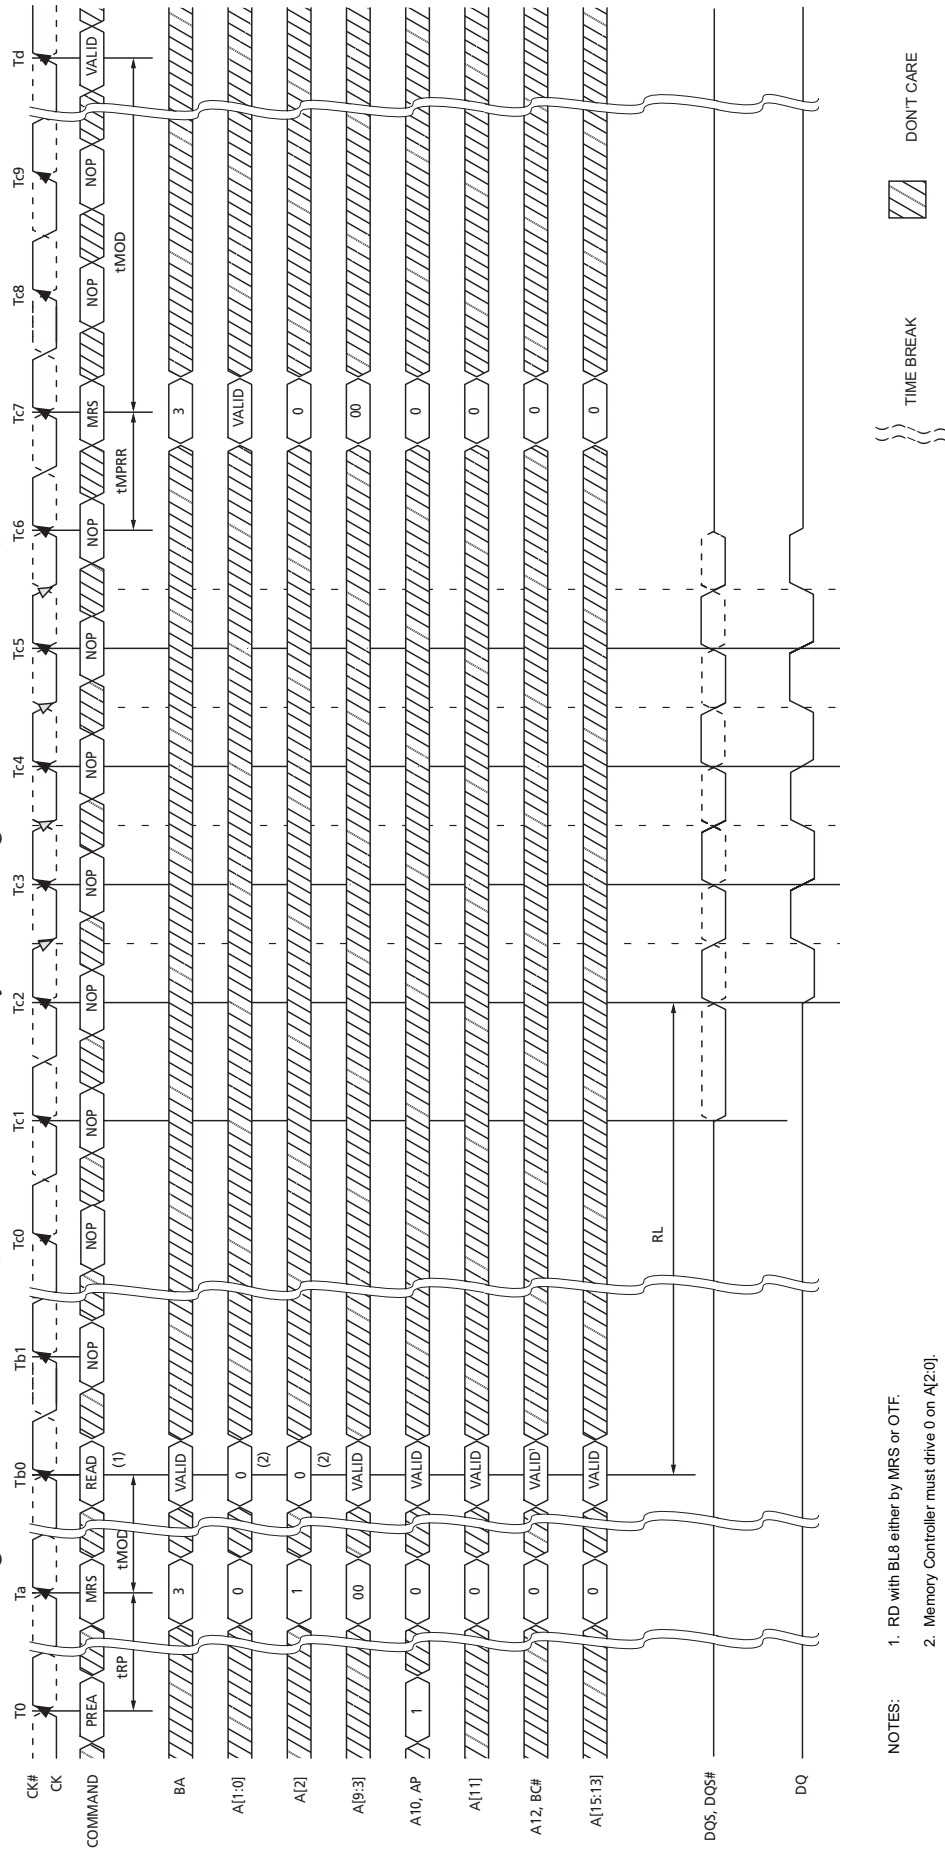 T0 Ta Tb0 Tb1 Tc0 Tc1 Tc2 Tc3 Tc4 Tc5 Tc6 Tc7 Tc8 Tc9 Td
CK#
CK
COMMAND PREA MRS READ NOP NOP NOP NOP NOP NOP NOP NOP MRS NOP NOP VALID
(1)
tRP tMOD tMPRR tMOD
BA 3 VALID 3
A[1:0] 0 0 VALID
(2)
A[2] 1 0 0
(2)
A[9:3] 00 VALID 00
A10, AP 1 0 VALID 0
A[11] 0 VALID 0
A12, BC# 0 VALID¹ 0
A[15:13] 0 VALID 0
RL
DQS, DQS#
DQ
NOTES:
1. RD with BL8 either by MRS or OTF.
2. Memory Controller must drive 0 on A[2:0].
TIME BREAK
DON'T CARE